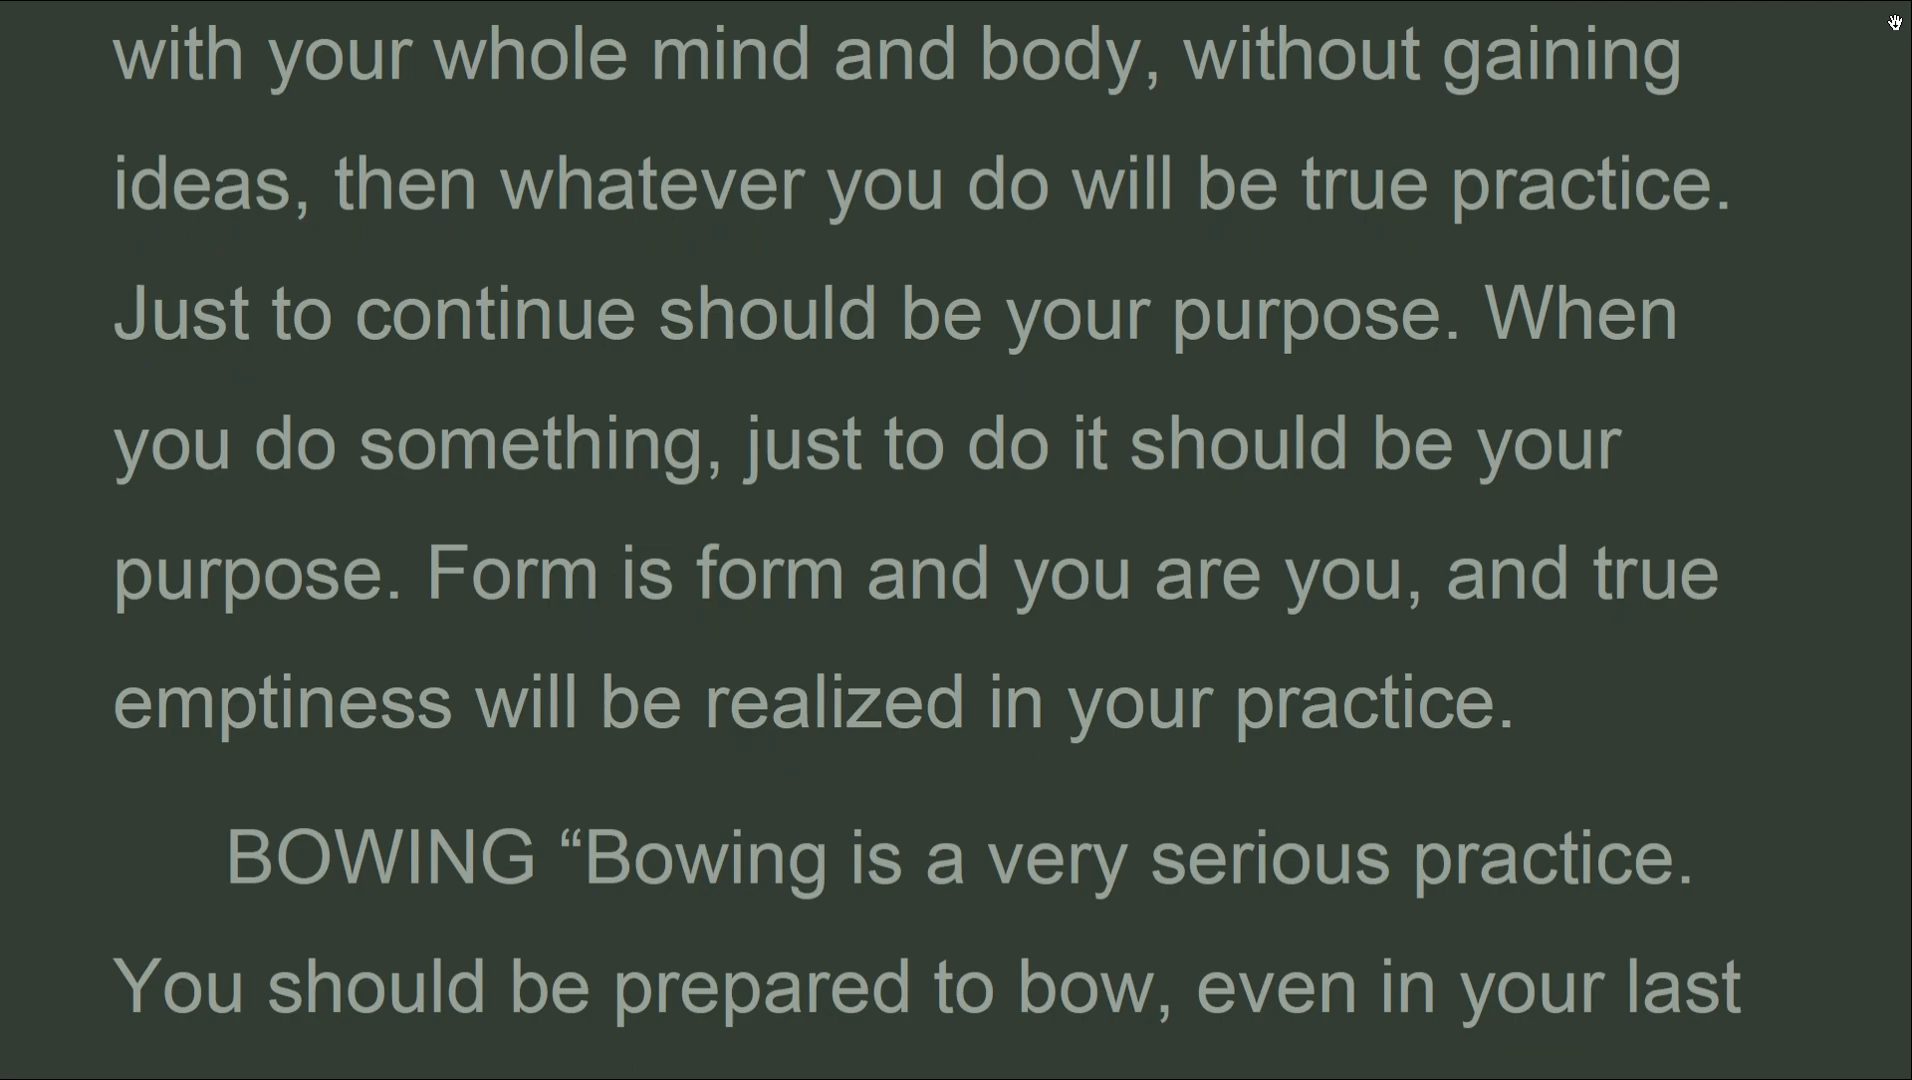 with your whole mind and body, without gaining
ideas, then whatever you do will be true practice.
Just to continue should be your purpose. When
you do something, just to do it should be your
purpose. Form is form and you are you, and true
emptiness will be realized in your practice.
BOWING “Bowing is a very serious practice.
You should be prepared to bow, even in your last